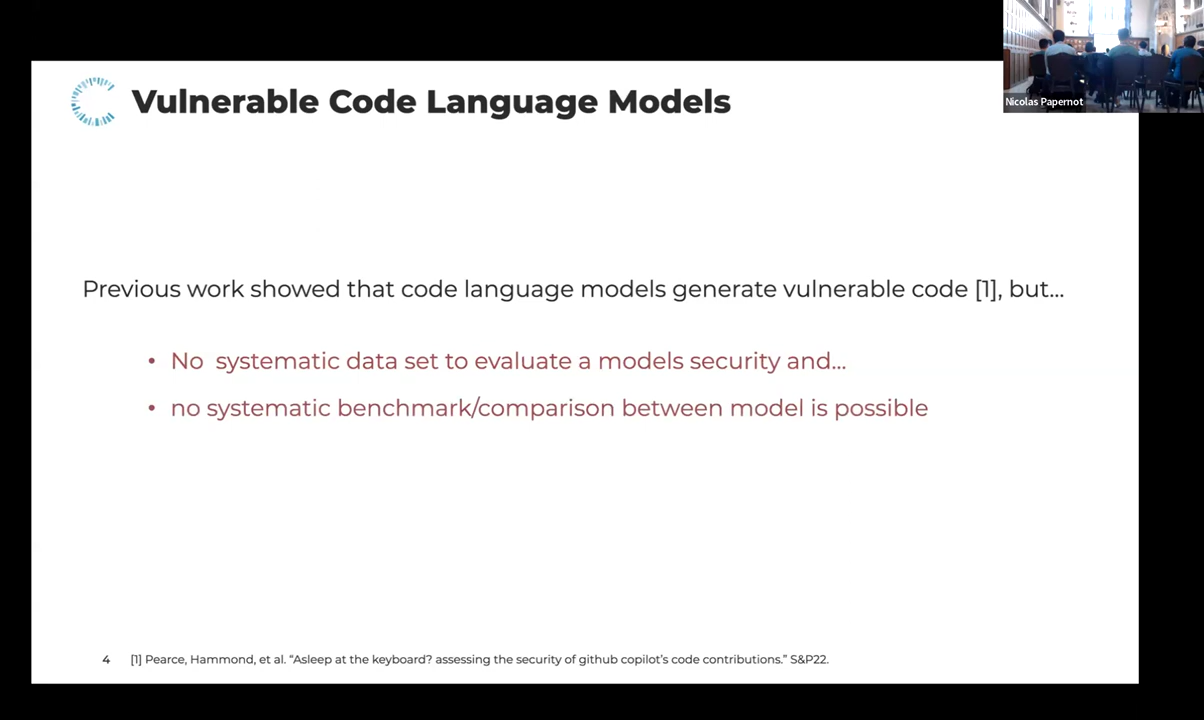 Nicolas Papernot
Vulnerable Code Language Models
Previous work showed that code language models generate vulnerable code [1], but...
• No systematic data set to evaluate a models security and...
• no systematic benchmark/comparison between model is possible
4 [1] Pearce, Hammond, et al. “Asleep at the keyboard? assessing the security of github copilot’s code contributions.” S&P22.